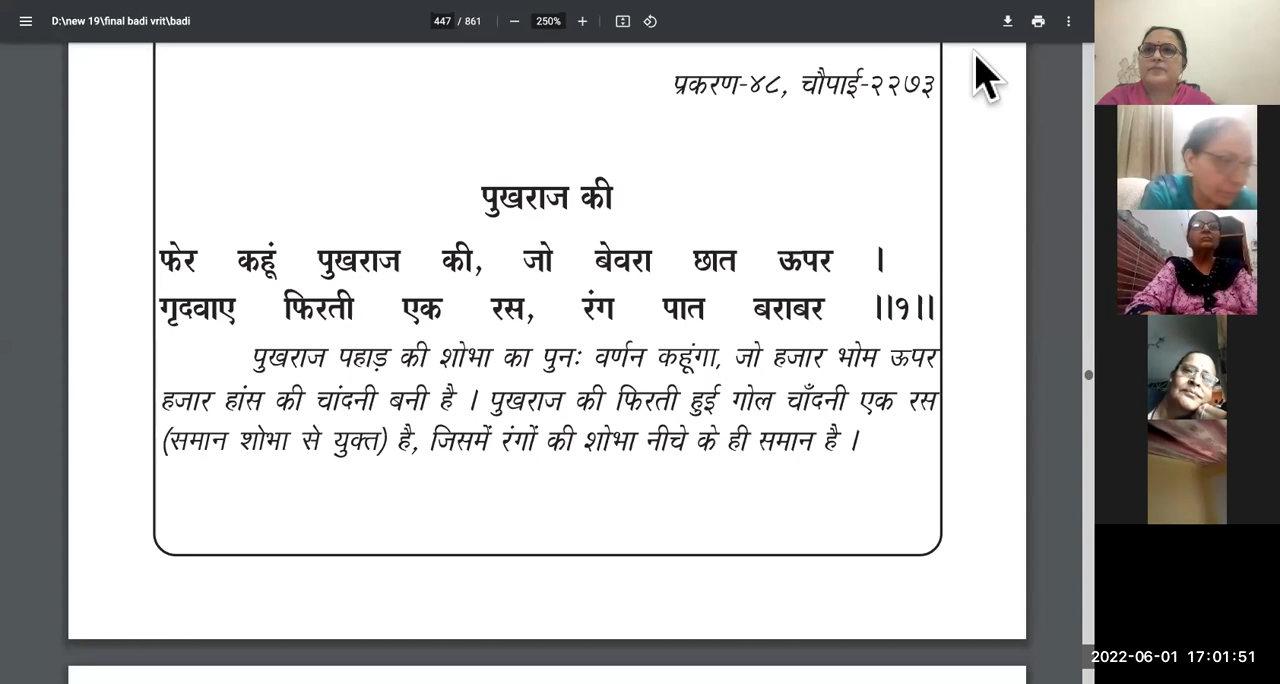 D:\new 19\final badi vrit\badi
447 / 861
250%
प्रकरण-४८, चौपाई-२२७३
पुखराज की
फेर कहूं पुखराज की, जो बेवरा छात ऊपर ।
गृदवाए फिरती एक रस, रंग पात बराबर ।।१।।
पुखराज पहाड़ की शोभा का पुनः वर्णन कहूंगा, जो हजार भोम ऊपर
हजार हांस की चांदनी बनी है । पुखराज की फिरती हुई गोल चाँदनी एक रस
(समान शोभा से युक्त) है, जिसमें रंगों की शोभा नीचे के ही समान है ।
2022-06-01 17:01:51